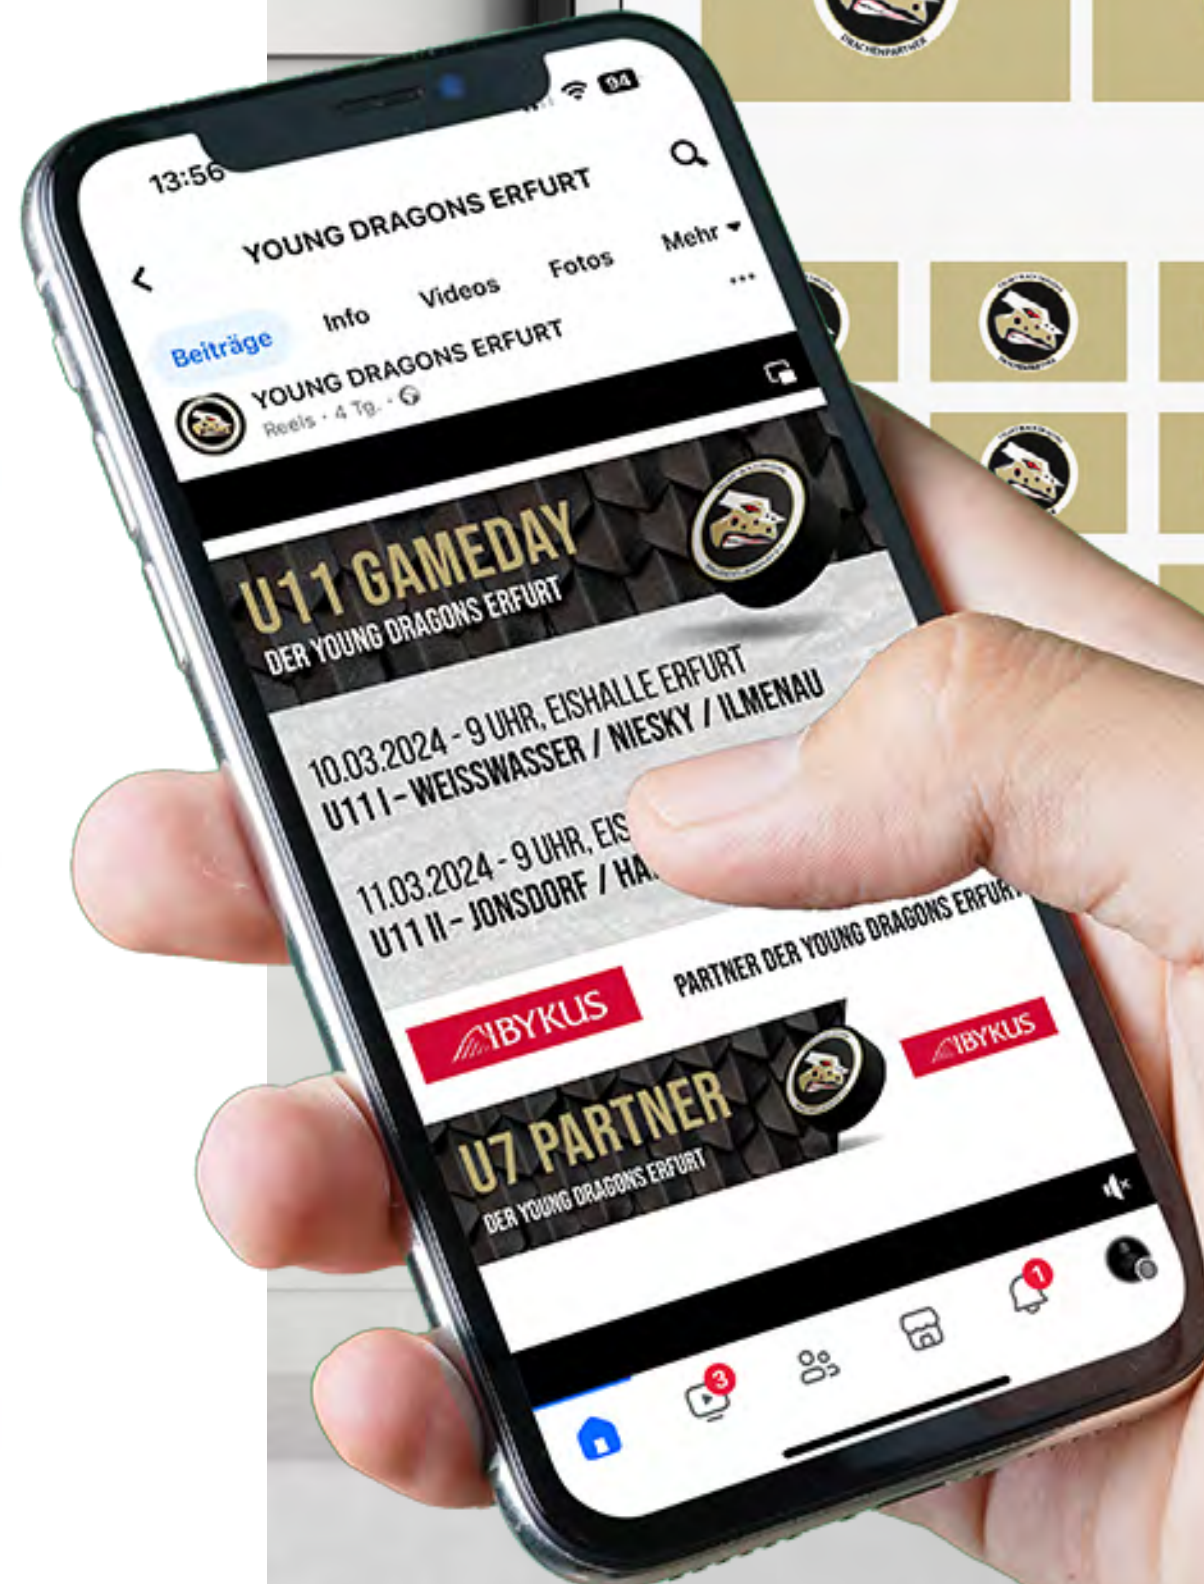 DRACHENPARTNER
94
13:56
YOUNG DRAGONS ERFURT
Beiträge Info Videos Fotos Mehr
YOUNG DRAGONS ERFURT
Reels · 4 Tg. ·
U11 GAMEDAY
DER YOUNG DRAGONS ERFURT
10.03.2024 - 9 UHR, EISHALLE ERFURT
U11 I – WEISSWASSER / NIESKY / ILMENAU
11.03.2024 - 9 UHR, EIS
U11 II – JONSDORF / HA
IBYKUS
PARTNER DER YOUNG DRAGONS ERFURT
U7 PARTNER
DER YOUNG DRAGONS ERFURT
IBYKUS
3
1